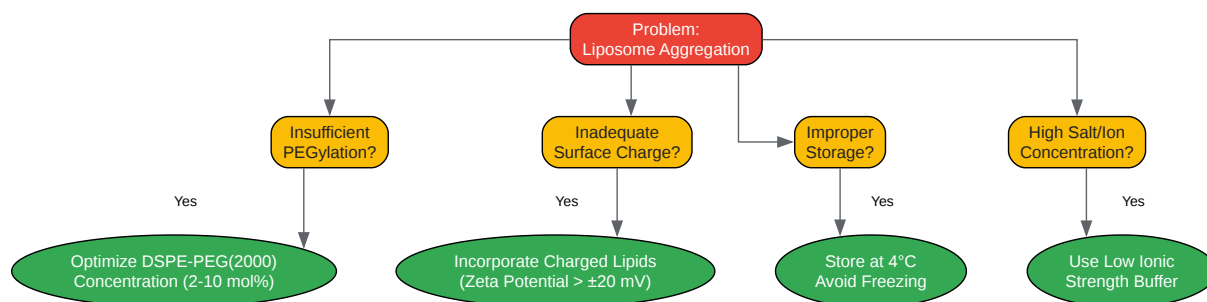 Problem:
Liposome Aggregation
Insufficient
PEGylation?
Inadequate
Surface Charge?
Improper
Storage?
High Salt/Ion
Concentration?
Yes
Yes
Yes
Yes
Optimize DSPE-PEG(2000)
Concentration (2-10 mol%)
Incorporate Charged Lipids
(Zeta Potential > ±20 mV)
Store at 4°C
Avoid Freezing
Use Low Ionic
Strength Buffer